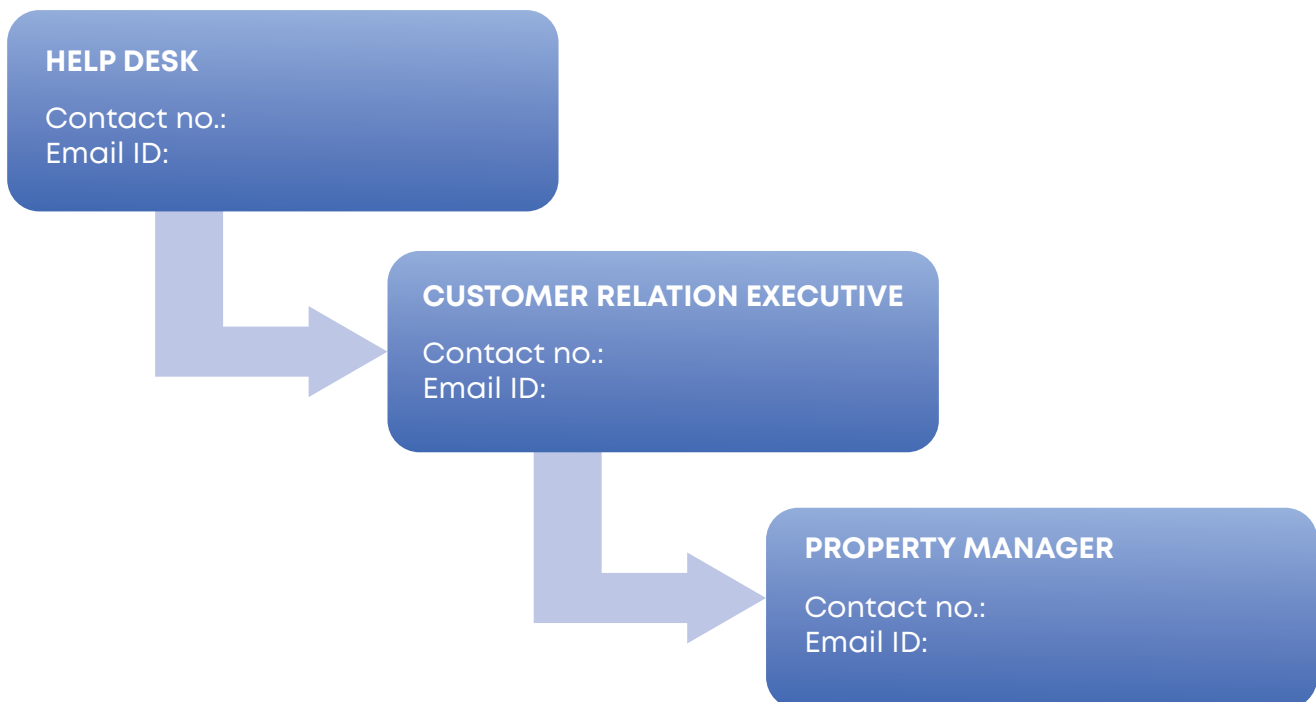 HELP DESK
Contact no.:
Email ID:
CUSTOMER RELATION EXECUTIVE
Contact no.:
Email ID:
PROPERTY MANAGER
Contact no.:
Email ID: